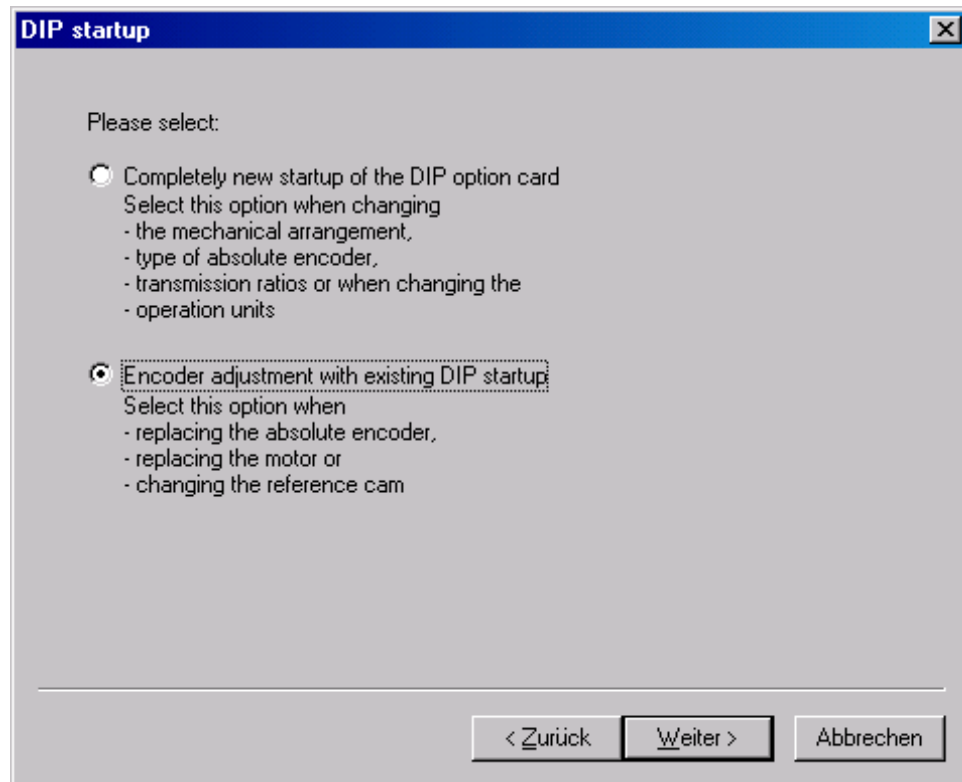 DIP startup
Please select:
Completely new startup of the DIP option card
Select this option when changing
- the mechanical arrangement,
- type of absolute encoder,
- transmission ratios or when changing the
- operation units
Encoder adjustment with existing DIP startup
Select this option when
- replacing the absolute encoder,
- replacing the motor or
- changing the reference cam
< Zurück
Weiter >
Abbrechen